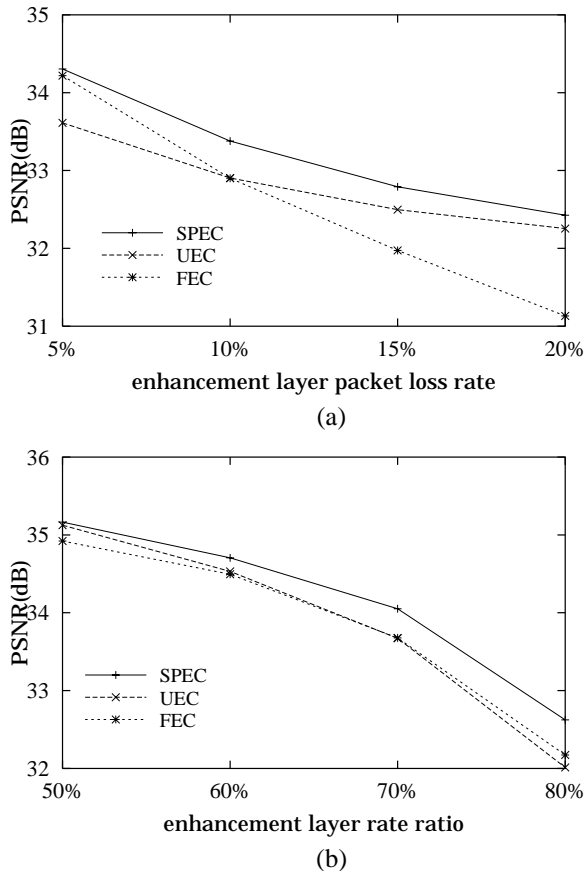 35
34
33
32
31
PSNR(dB)
SPEC
UEC
FEC
5% 10% 15% 20%
enhancement layer packet loss rate
(a)
36
35
34
33
32
PSNR(dB)
SPEC
UEC
FEC
50% 60% 70% 80%
enhancement layer rate ratio
(b)